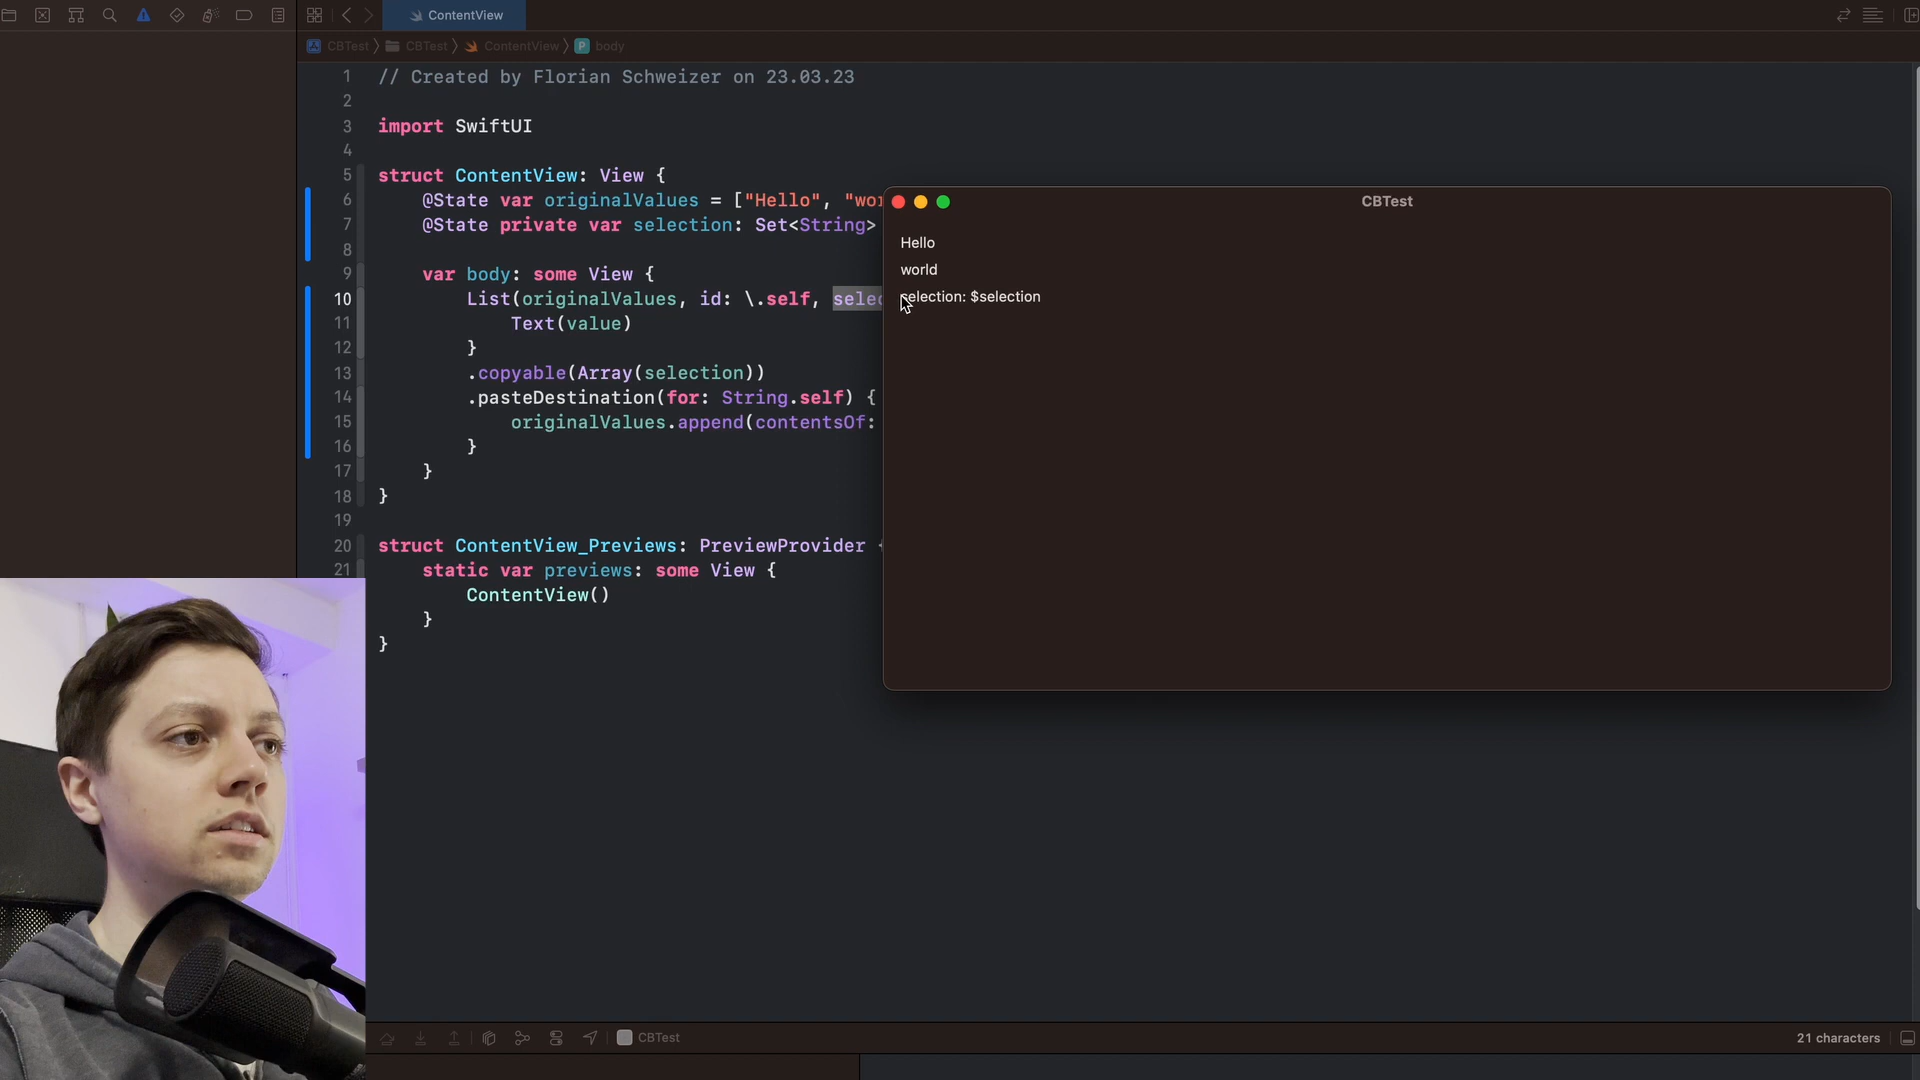 ContentView
CBTest
CBTest
ContentView
P
body
1 // Created by Florian Schweizer on 23.03.23
2
3 import SwiftUI
4
5 struct ContentView: View {
6 @State var originalValues = ["Hello", "wor
7 @State private var selection: Set<String>
8
9 var body: some View {
10 List(originalValues, id: \.self, selec
11 Text(value)
12 }
13 .copyable(Array(selection))
14 .pasteDestination(for: String.self) {
15 originalValues.append(contentsOf:
16 }
17 }
18 }
19
20 struct ContentView_Previews: PreviewProvider {
21 static var previews: some View {
ContentView()
}
}
CBTest
Hello
world
selection: $selection
CBTest
21 characters